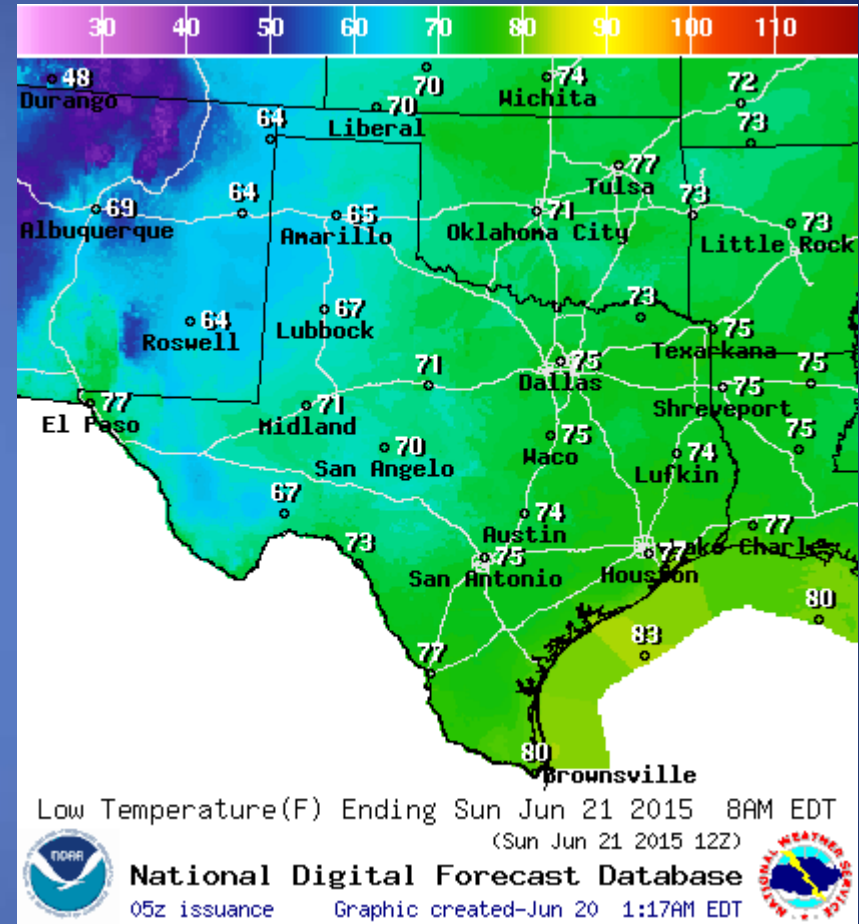 30 40 50 60 70 80 90 100 110
48
Durango
70
74
Wichita
72
70
Liberal
64
73
77
Tulsa
69
Albuquerque
64
65
Amarillo
71
Oklahoma City
73
73
Little Rock
64
Roswell
67
Lubbock
73
75
Texarkana
77
El Paso
71
Midland
71
75
Dallas
75
Shreveport
75
70
San Angelo
75
Waco
74
Lufkin
75
67
74
Austin
77
Lake Charle
73
75
San Antonio
77
Houston
80
83
77
80
Brownsville
Low Temperature(F) Ending Sun Jun 21 2015 8AM EDT
(Sun Jun 21 2015 12Z)
NOAA
National Digital Forecast Database
NATIONAL WEATHER SERVICE
05z issuance Graphic created-Jun 20 1:17AM EDT